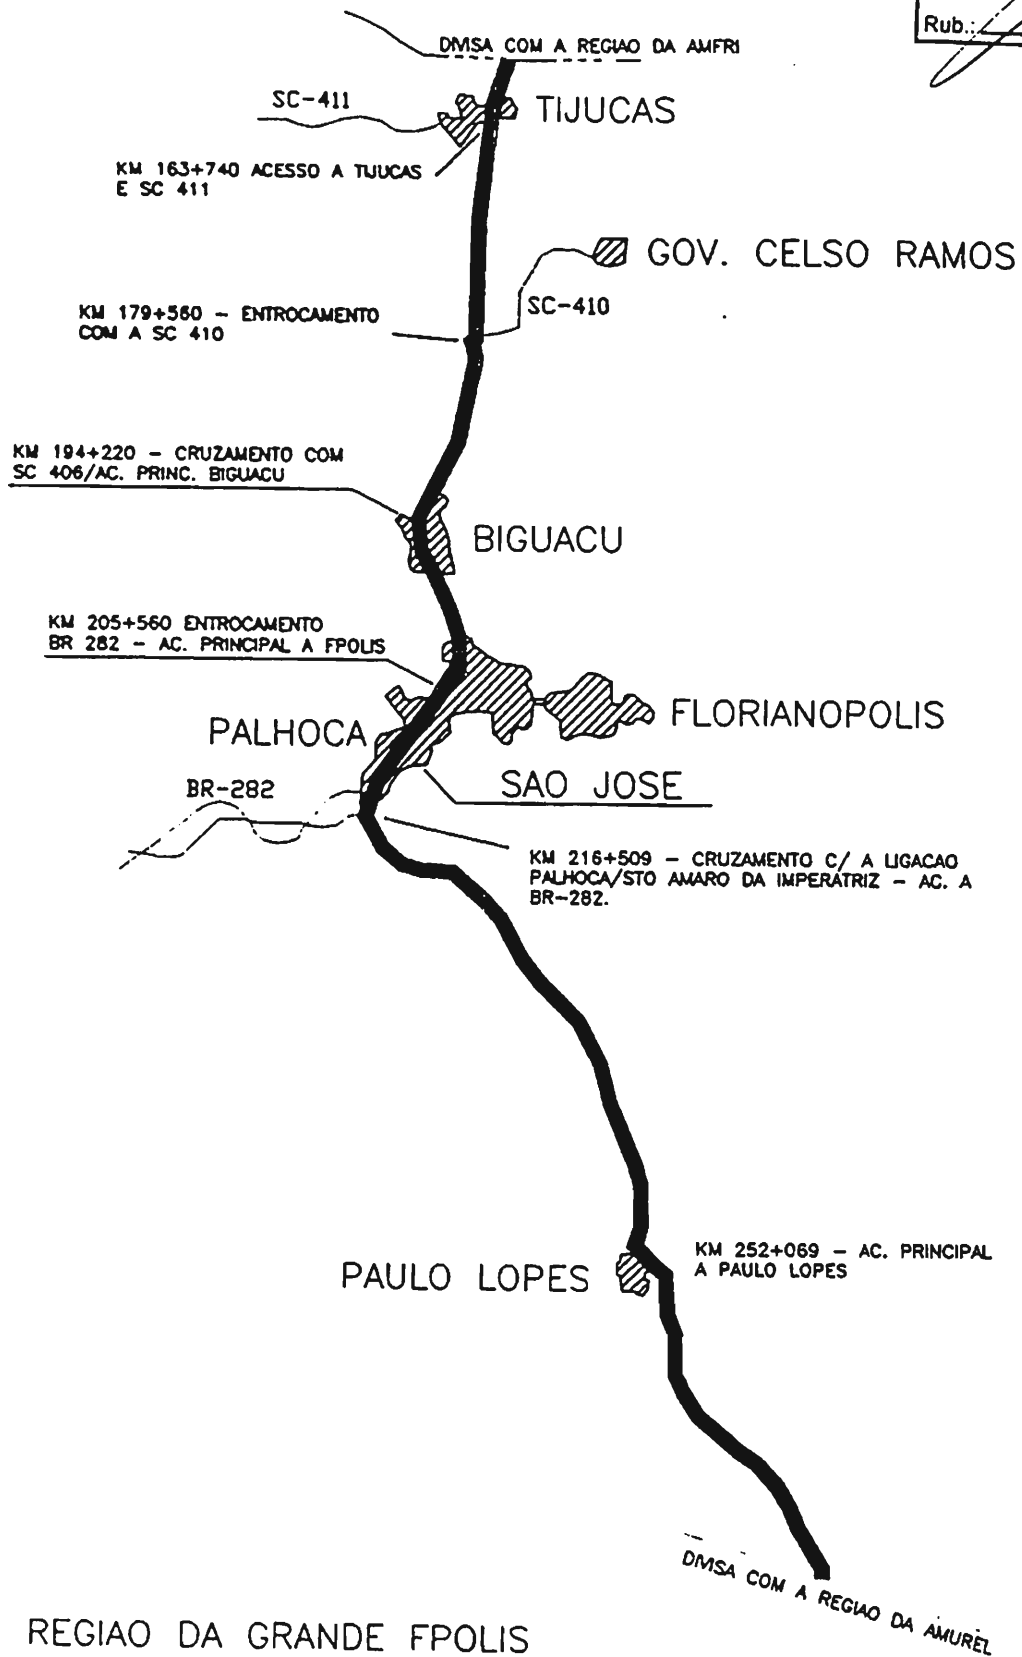 Rub.:
DIVISA COM A REGIAO DA AMFRI
SC-411
TIJUCAS
KM 163+740 ACESSO A TIJUCAS
E SC 411
GOV. CELSO RAMOS
SC-410
KM 179+560 - ENTROCAMENTO
COM A SC 410
KM 194+220 - CRUZAMENTO COM
SC 406/AC. PRINC. BIGUACU
BIGUACU
KM 205+560 ENTROCAMENTO
BR 282 - AC. PRINCIPAL A FPOLIS
FLORIANOPOLIS
PALHOCA
SAO JOSE
BR-282
KM 216+509 - CRUZAMENTO C/ A LIGACAO
PALHOCA/STO AMARO DA IMPERATRIZ - AC. A
BR-282.
KM 252+069 - AC. PRINCIPAL
A PAULO LOPES
PAULO LOPES
DIVISA COM A REGIAO DA AMUREL
REGIAO DA GRANDE FPOLIS